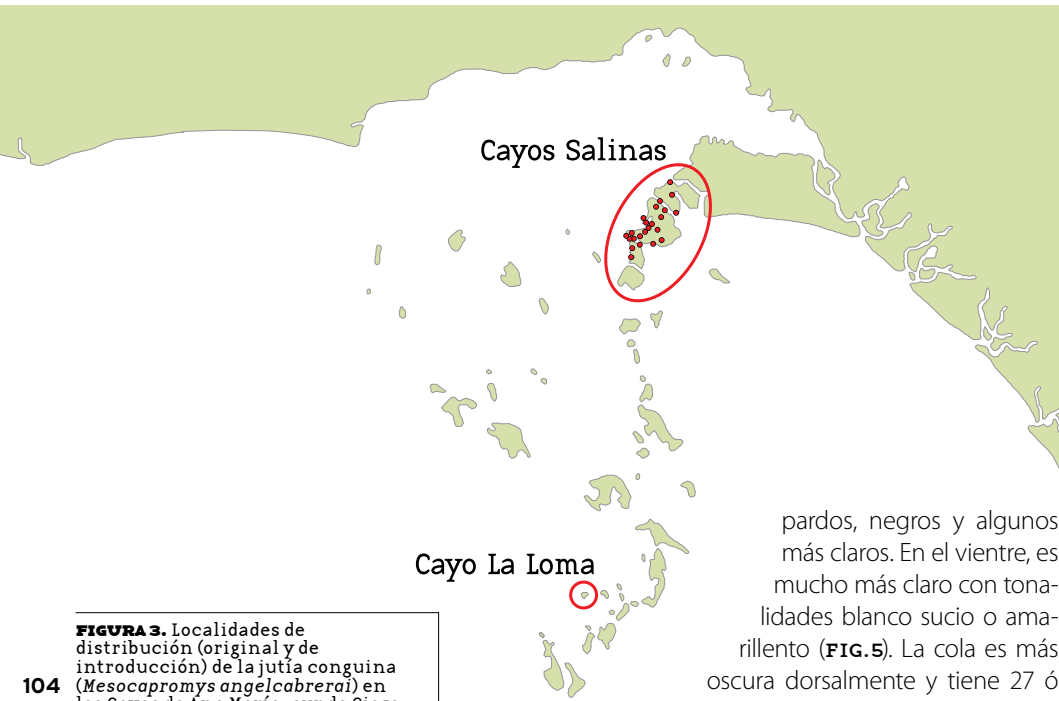 Cayos Salinas
Cayo La Loma
FIGURA 3. Localidades de
distribución (original y de
introducción) de la jutía conguina
(Mesocapromys angelcabrerai) en
104
pardos, negros y algunos
más claros. En el vientre, es
mucho más claro con tona-
lidades blanco sucio o ama-
rillento (FIG.5). La cola es más
oscura dorsalmente y tiene 27 ó